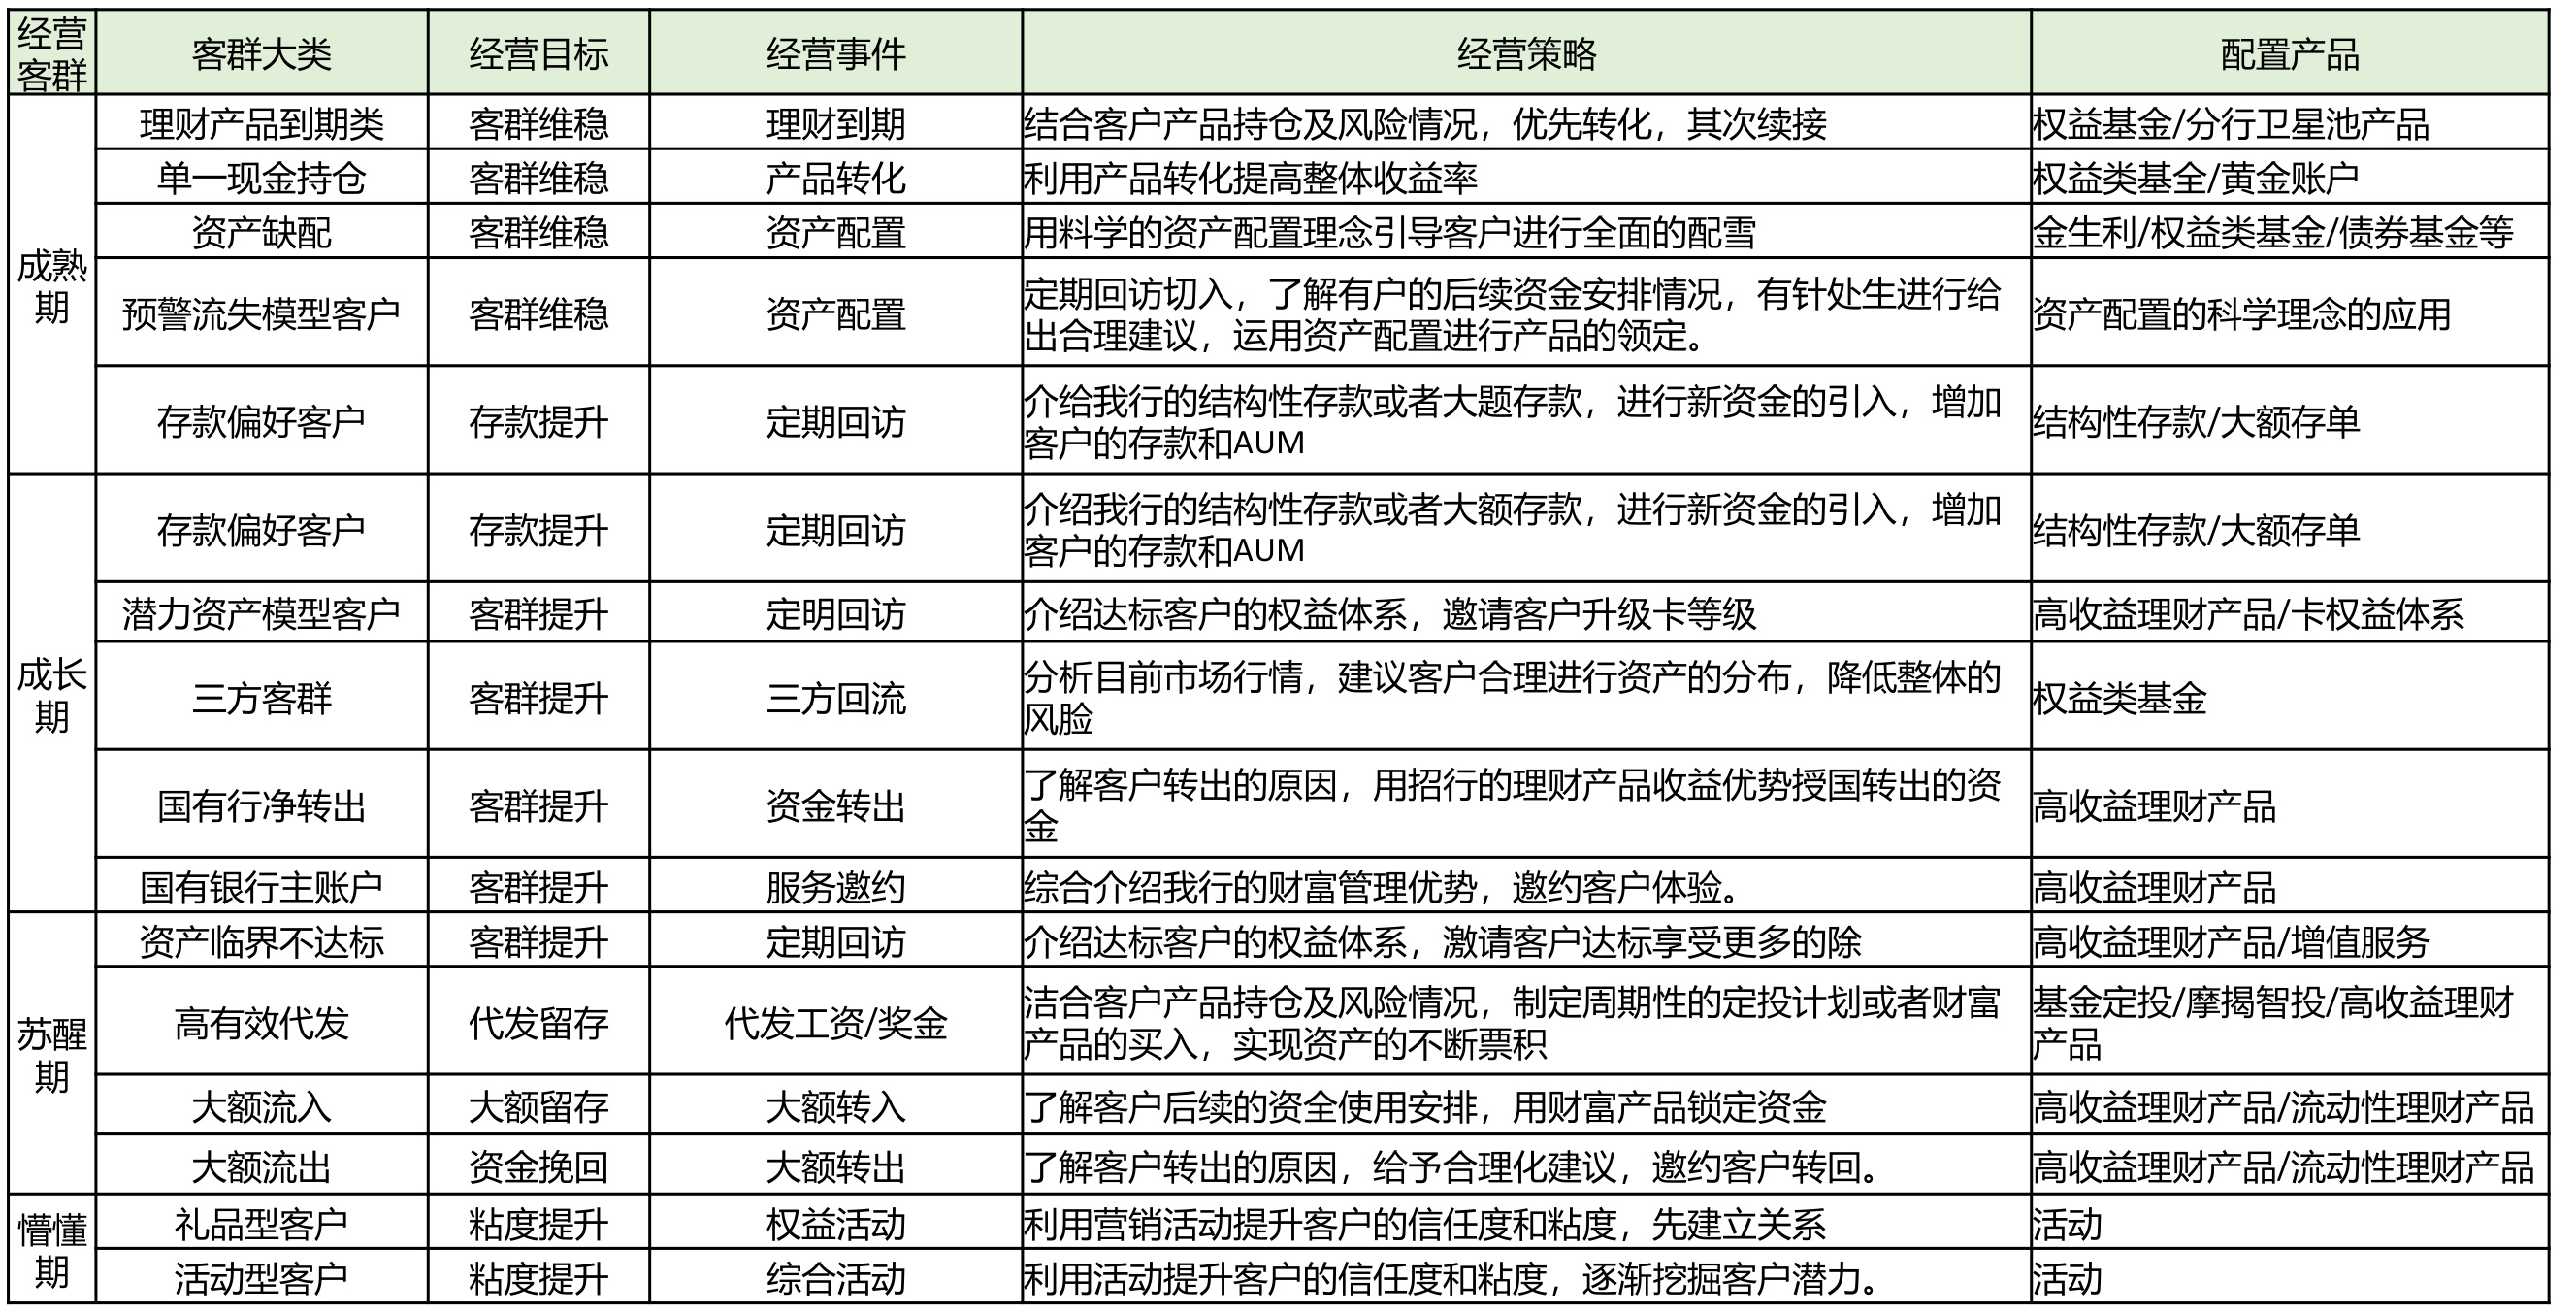 经营客群 客群大类 经营目标 经营事件 经营策略 配置产品
成熟期
理财产品到期类 客群维稳 理财到期 结合客户产品持仓及风险情况，优先转化，其次续接 权益基金/分行卫星池产品
单一现金持仓 客群维稳 产品转化 利用产品转化提高整体收益率 权益类基全/黄金账户
资产缺配 客群维稳 资产配置 用料学的资产配置理念引导客户进行全面的配雪 金生利/权益类基金/债券基金等
预警流失模型客户 客群维稳 资产配置 定期回访切入，了解有户的后续资金安排情况，有针处生进行给
出合理建议，运用资产配置进行产品的领定。 资产配置的科学理念的应用
存款偏好客户 存款提升 定期回访 介给我行的结构性存款或者大题存款，进行新资金的引入，增加
客户的存款和AUM 结构性存款/大额存单
成长期
存款偏好客户 存款提升 定期回访 介绍我行的结构性存款或者大额存款，进行新资金的引入，增加
客户的存款和AUM 结构性存款/大额存单
潜力资产模型客户 客群提升 定明回访 介绍达标客户的权益体系，邀请客户升级卡等级 高收益理财产品/卡权益体系
三方客群 客群提升 三方回流 分析目前市场行情，建议客户合理进行资产的分布，降低整体的
风险 权益类基金
国有行净转出 客群提升 资金转出 了解客户转出的原因，用招行的理财产品收益优势授国转出的资
金 高收益理财产品
国有银行主账户 客群提升 服务邀约 综合介绍我行的财富管理优势，邀约客户体验。 高收益理财产品
苏醒期
资产临界不达标 客群提升 定期回访 介绍达标客户的权益体系，激请客户达标享受更多的除 高收益理财产品/增值服务
高有效代发 代发留存 代发工资/奖金 洁合客户产品持仓及风险情况，制定周期性的定投计划或者财富
产品的买入，实现资产的不断票积 基金定投/摩揭智投/高收益理财
产品
大额流入 大额留存 大额转入 了解客户后续的资全使用安排，用财富产品锁定资金 高收益理财产品/流动性理财产品
大额流出 资金挽回 大额转出 了解客户转出的原因，给予合理化建议，邀约客户转回。 高收益理财产品/流动性理财产品
懵懂期
礼品型客户 粘度提升 权益活动 利用营销活动提升客户的信任度和粘度，先建立关系 活动
活动型客户 粘度提升 综合活动 利用活动提升客户的信任度和粘度，逐渐挖掘客户潜力。 活动